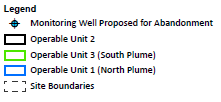 Legend
Monitoring Well Proposed for Abandonment
Operable Unit 2
Operable Unit 3 (South Plume)
Operable Unit 1 (North Plume)
Site Boundaries